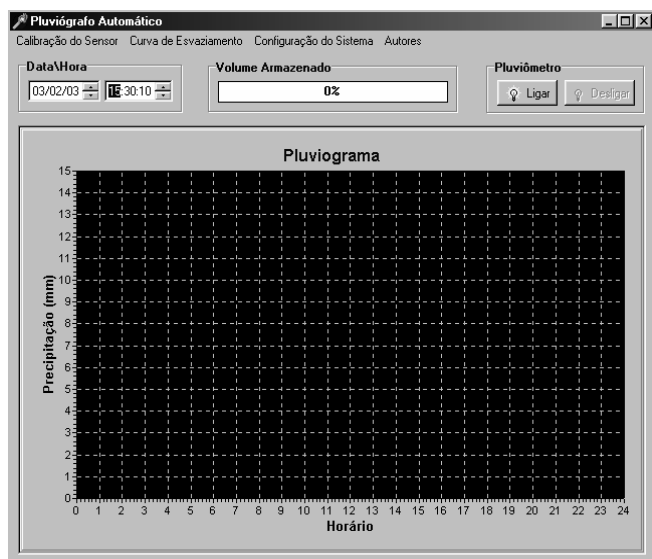 Pluviógrafo Automático
Calibração do Sensor Curva de Esvaziamento Configuração do Sistema Autores
Data\Hora Volume Armazenado Pluviômetro
03/02/03 15:30:10 0% Ligar Desligar
Pluviograma
15
14
13
12
11
10
9
8
7
6
5
4
3
2
1
0
Precipitação (mm)
0 1 2 3 4 5 6 7 8 9 10 11 12 13 14 15 16 17 18 19 20 21 22 23 24
Horário